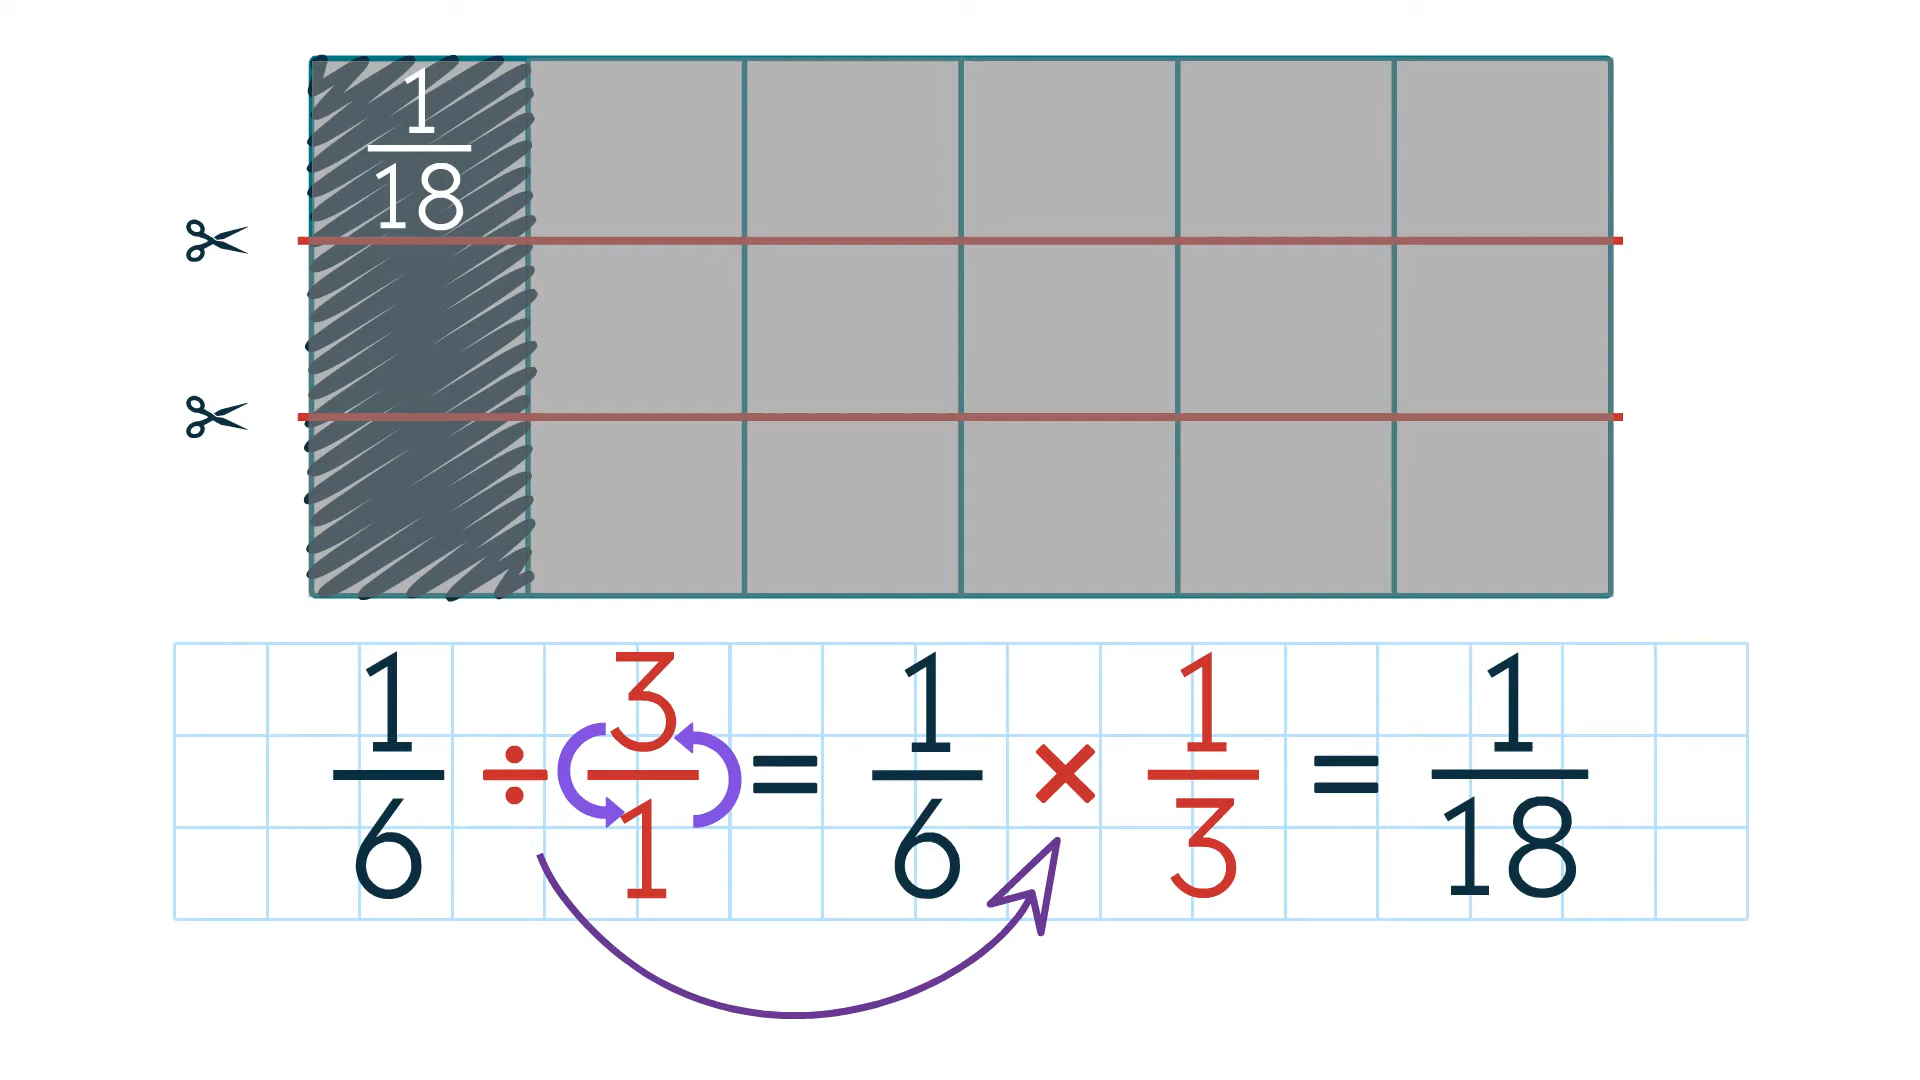 1/18
1/6 ÷ 3/1 = 1/6 × 1/3 = 1/18